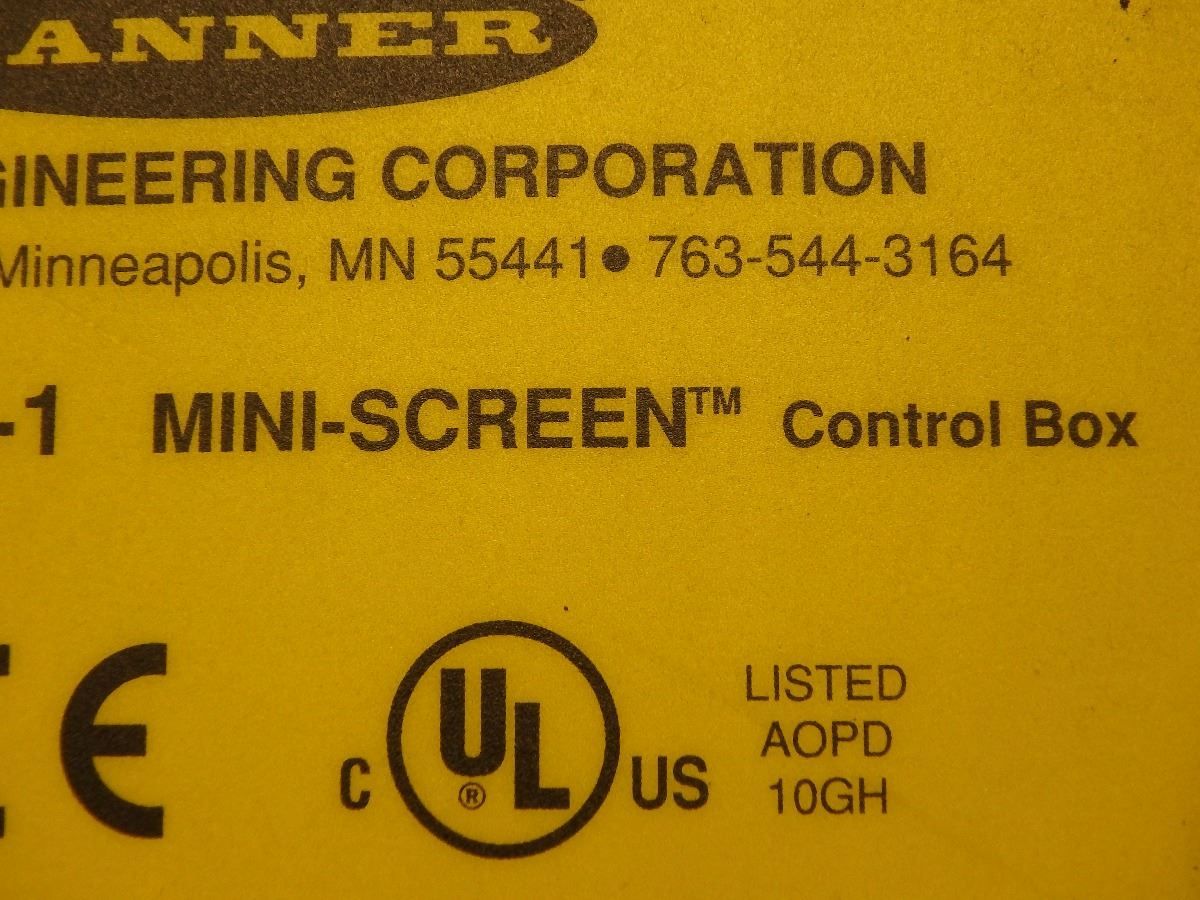 ANNER
GINEERING CORPORATION
Minneapolis, MN 55441● 763-544-3164
-1 MINI-SCREEN™ Control Box
CE
C UL® US
LISTED
AOPD
10GH